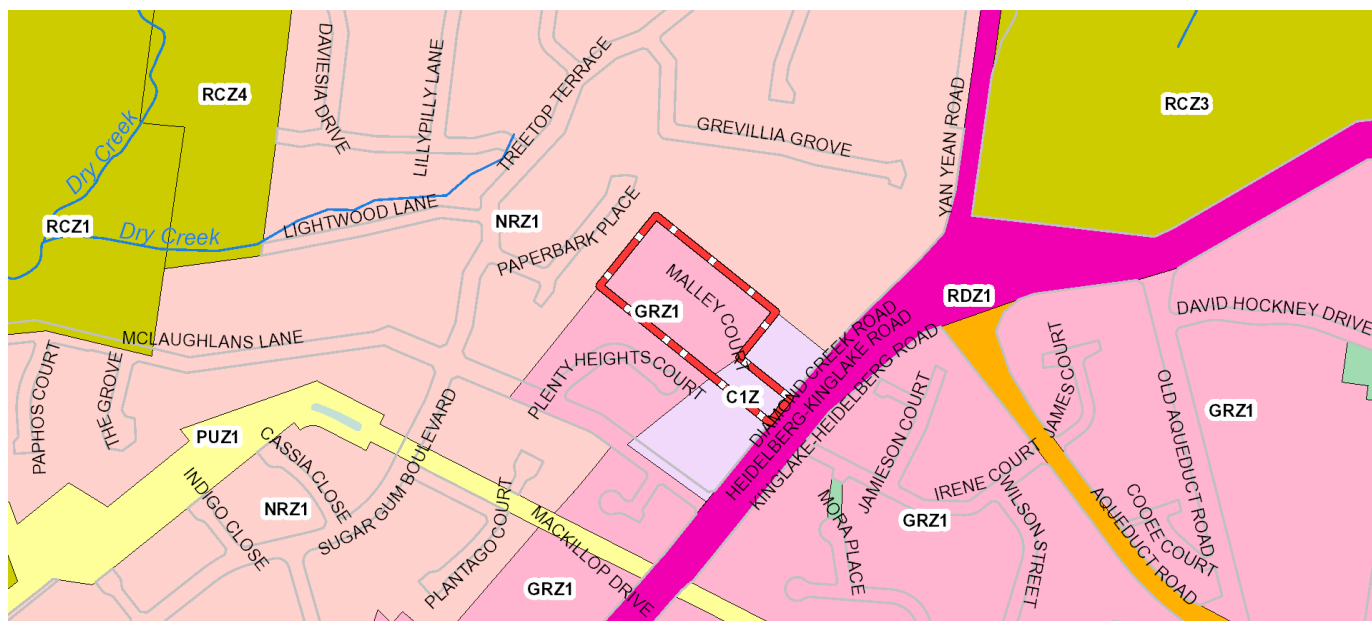 RCZ4
DAVIESIA DRIVE
LILLYPILLY LANE
TREETOP TERRACE
GREVILLIA GROVE
YAN YEAN ROAD
RCZ3
Dry Creek
RCZ1
Dry Creek
LIGHTWOOD LANE
NRZ1
PAPERBARK PLACE
MALLEY COURT
GRZ1
RDZ1
DAVID HOCKNEY DRIVE
MCLAUGHLANS LANE
PAPHOS COURT
THE GROVE
PLENTY HEIGHTS COURT
C1Z
DIAMOND CREEK ROAD
HEIDELBERG-KINGLAKE ROAD
KINGLAKE-HEIDELBERG ROAD
JAMES COURT
OLD AQUEDUCT ROAD
GRZ1
PUZ1
CASSIA CLOSE
INDIGO CLOSE
NRZ1
SUGAR GUM BOULEVARD
PLANTAGO COURT
MACKILLOP DRIVE
GRZ1
MORA PLACE
JAMIESON COURT
GRZ1
IRENE COURT
WILSON STREET
AQUEDUCT ROAD
COOEE COURT